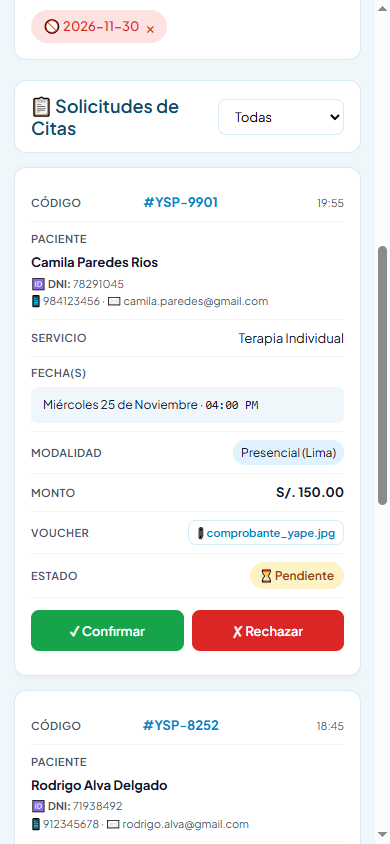 🚫 2026-11-30 ×
📋 Solicitudes de
Citas
Todas
CÓDIGO #YSP-9901 19:55
PACIENTE
Camila Paredes Rios
🆔 DNI: 78291045
📱 984123456 · ✉ camila.paredes@gmail.com
SERVICIO Terapia Individual
FECHA(S)
Miércoles 25 de Noviembre · 04:00 PM
MODALIDAD Presencial (Lima)
MONTO S/. 150.00
VOUCHER 📱 comprobante_yape.jpg
ESTADO ⏳ Pendiente
✓ Confirmar ✗ Rechazar
CÓDIGO #YSP-8252 18:45
PACIENTE
Rodrigo Alva Delgado
🆔 DNI: 71938492
📱 912345678 · ✉ rodrigo.alva@gmail.com